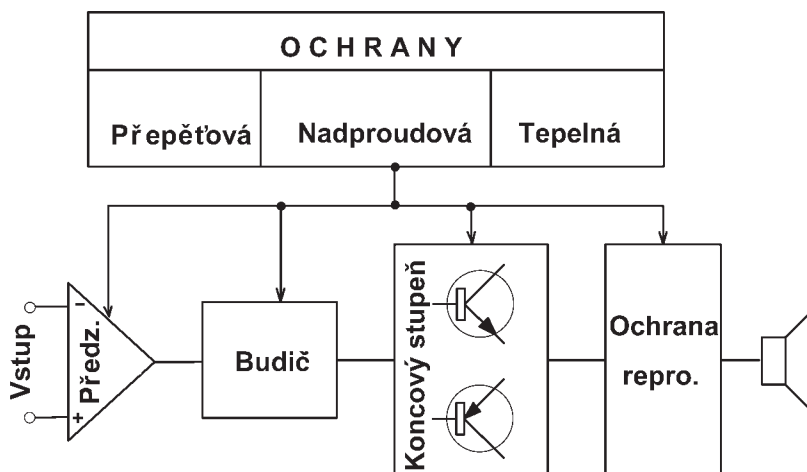 OCHRANY
Přepěťová
Nadproudová
Tepelná
Vstup
−
+
Předz.
Budič
Koncový stupeň
Ochrana
repro.